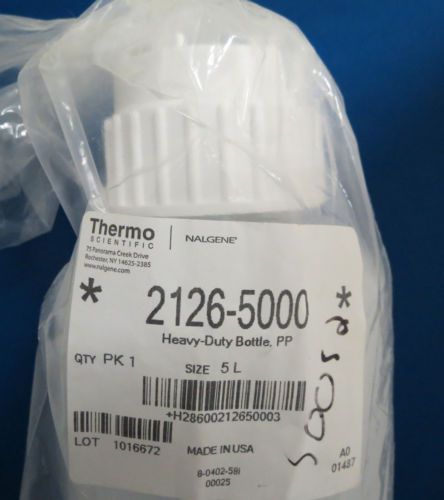 Thermo
SCIENTIFIC
NALGENE®
75 Panorama Creek Drive
Rochester, NY 14625-2385
www.nalgene.com
* 2126-5000 *
Heavy-Duty Bottle, PP
QTY PK 1
SIZE 5 L
+H28600212650003
LOT 1016672
MADE IN USA
8-0402-58I
00025
A0
01487